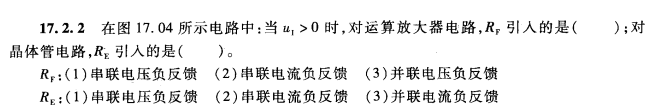 17.2.2 在图 17.04 所示电路中:当 u₁ > 0 时,对运算放大器电路,R_F 引入的是(　　);对
晶体管电路,R_E 引入的是(　　)。
R_F:(1)串联电压负反馈 (2)串联电流负反馈 (3)并联电压负反馈
R_E:(1)串联电压负反馈 (2)串联电流负反馈 (3)并联电流负反馈